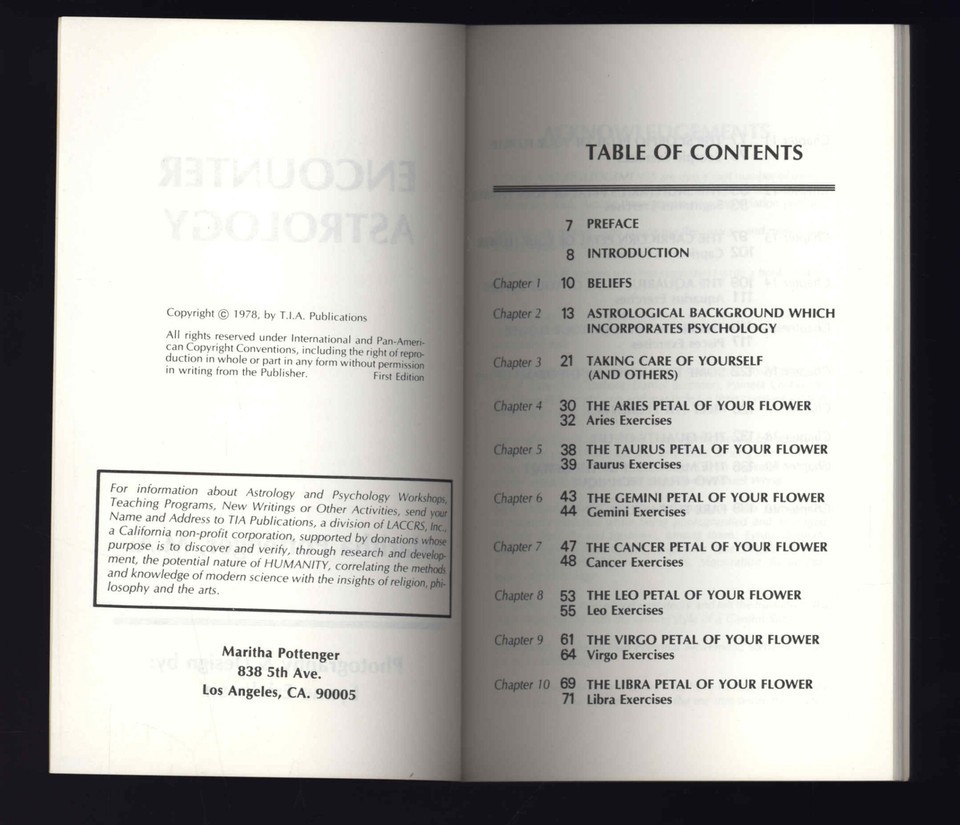 ENCOUNTER
ASTROLOGY
Copyright © 1978, by T.I.A. Publications
All rights reserved under International and Pan-Ameri-
can Copyright Conventions, including the right of repro-
duction in whole or part in any form without permission
in writing from the Publisher. First Edition
For information about Astrology and Psychology Workshops,
Teaching Programs, New Writings or Other Activities, send your
Name and Address to TIA Publications, a division of LACCRS, Inc.,
a California non-profit corporation, supported by donations whose
purpose is to discover and verify, through research and develop-
ment, the potential nature of HUMANITY, correlating the methods
and knowledge of modern science with the insights of religion, phi-
losophy and the arts.
Maritha Pottenger
838 5th Ave.
Los Angeles, CA. 90005
TABLE OF CONTENTS
7 PREFACE
8 INTRODUCTION
Chapter 1 10 BELIEFS
Chapter 2 13 ASTROLOGICAL BACKGROUND WHICH
INCORPORATES PSYCHOLOGY
Chapter 3 21 TAKING CARE OF YOURSELF
(AND OTHERS)
Chapter 4 30 THE ARIES PETAL OF YOUR FLOWER
32 Aries Exercises
Chapter 5 38 THE TAURUS PETAL OF YOUR FLOWER
39 Taurus Exercises
Chapter 6 43 THE GEMINI PETAL OF YOUR FLOWER
44 Gemini Exercises
Chapter 7 47 THE CANCER PETAL OF YOUR FLOWER
48 Cancer Exercises
Chapter 8 53 THE LEO PETAL OF YOUR FLOWER
55 Leo Exercises
Chapter 9 61 THE VIRGO PETAL OF YOUR FLOWER
64 Virgo Exercises
Chapter 10 69 THE LIBRA PETAL OF YOUR FLOWER
71 Libra Exercises